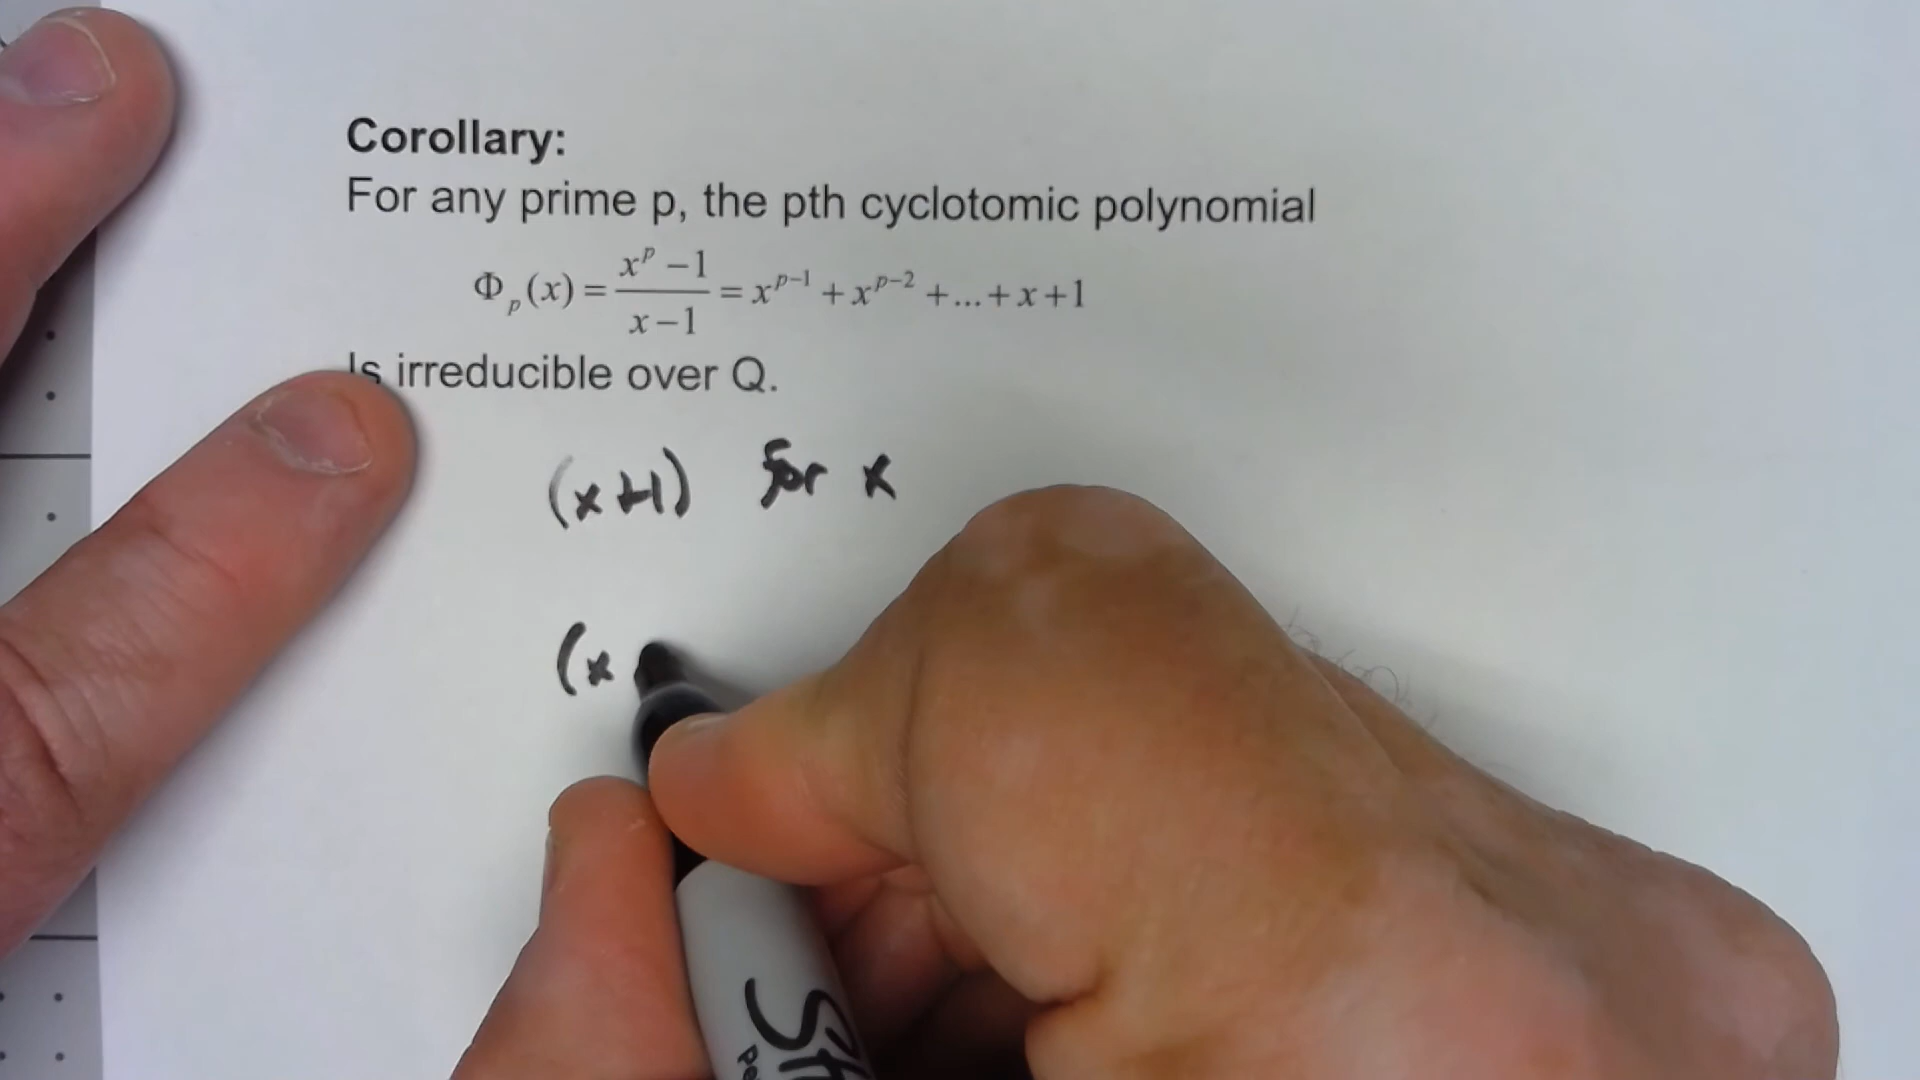 Corollary:
For any prime p, the pth cyclotomic polynomial
Φ_p(x) = \frac{x^p − 1}{x − 1} = x^{p−1} + x^{p−2} + ... + x + 1
Is irreducible over Q.
(x+1) for x
(x